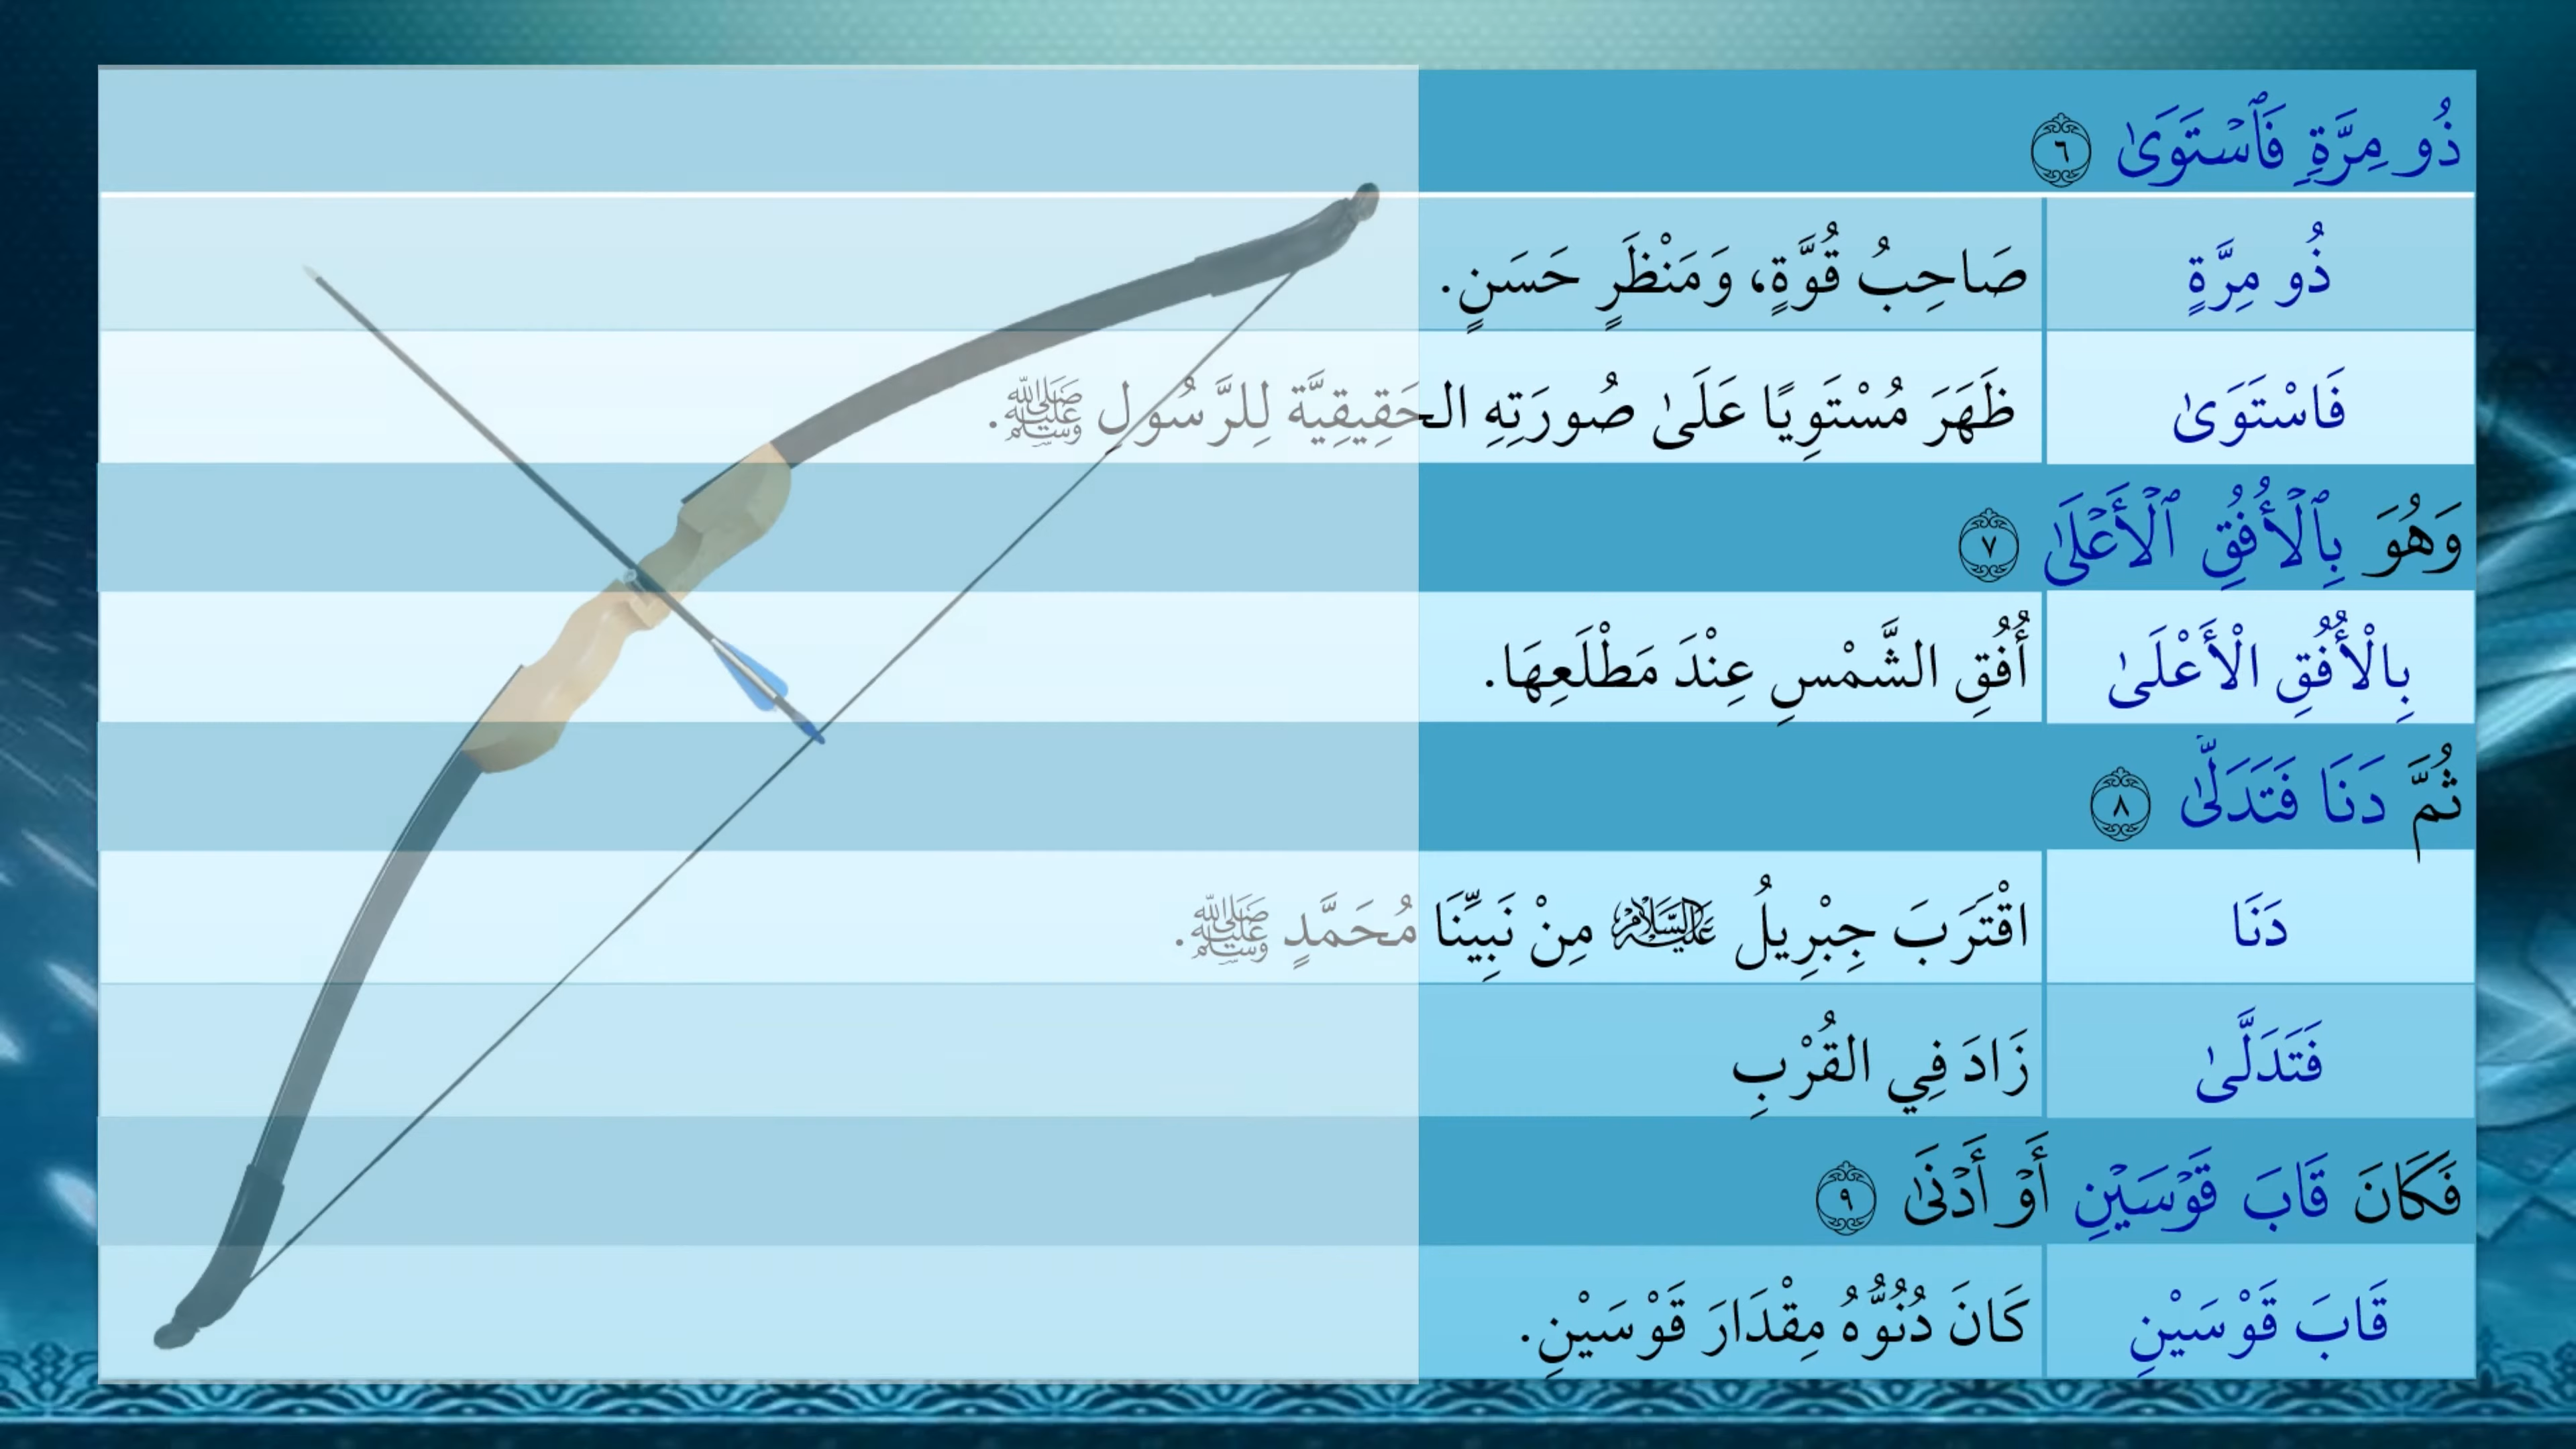 ذُو مِرَّةٍ فَٱسۡتَوَىٰ ٦
ذُو مِرَّةٍ صَاحِبُ قُوَّةٍ، وَمَنْظَرٍ حَسَنٍ.
فَاسْتَوَىٰ ظَهَرَ مُسْتَوِيًا عَلَىٰ صُورَتِهِ الحَقِيقِيَّة لِلرَّسُولِ ﷺ.
وَهُوَ بِٱلۡأُفُقِ ٱلۡأَعۡلَىٰ ٧
بِالْأُفُقِ الْأَعْلَىٰ أُفُقِ الشَّمْسِ عِنْدَ مَطْلَعِهَا.
ثُمَّ دَنَا فَتَدَلَّىٰ ٨
دَنَا اقْتَرَبَ جِبْرِيلُ عَلَيْهِ السَّلَامُ مِنْ نَبِيِّنَا مُحَمَّدٍ ﷺ.
فَتَدَلَّىٰ زَادَ فِي القُرْبِ
فَكَانَ قَابَ قَوۡسَيۡنِ أَوۡ أَدۡنَىٰ ٩
قَابَ قَوْسَيْنِ كَانَ دُنُوُّهُ مِقْدَارَ قَوْسَيْنِ.